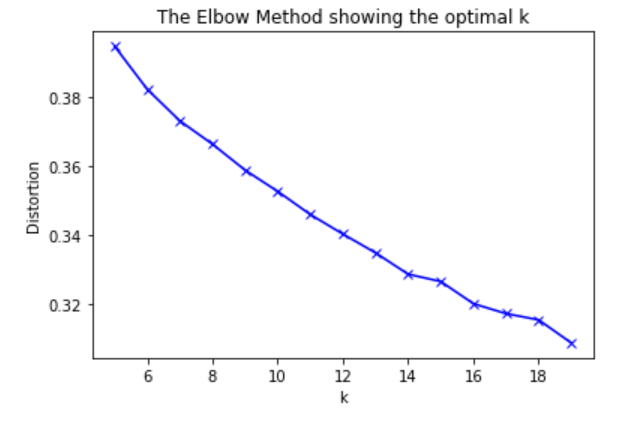 The Elbow Method showing the optimal k
Distortion
0.38
0.36
0.34
0.32
6 8 10 12 14 16 18
k